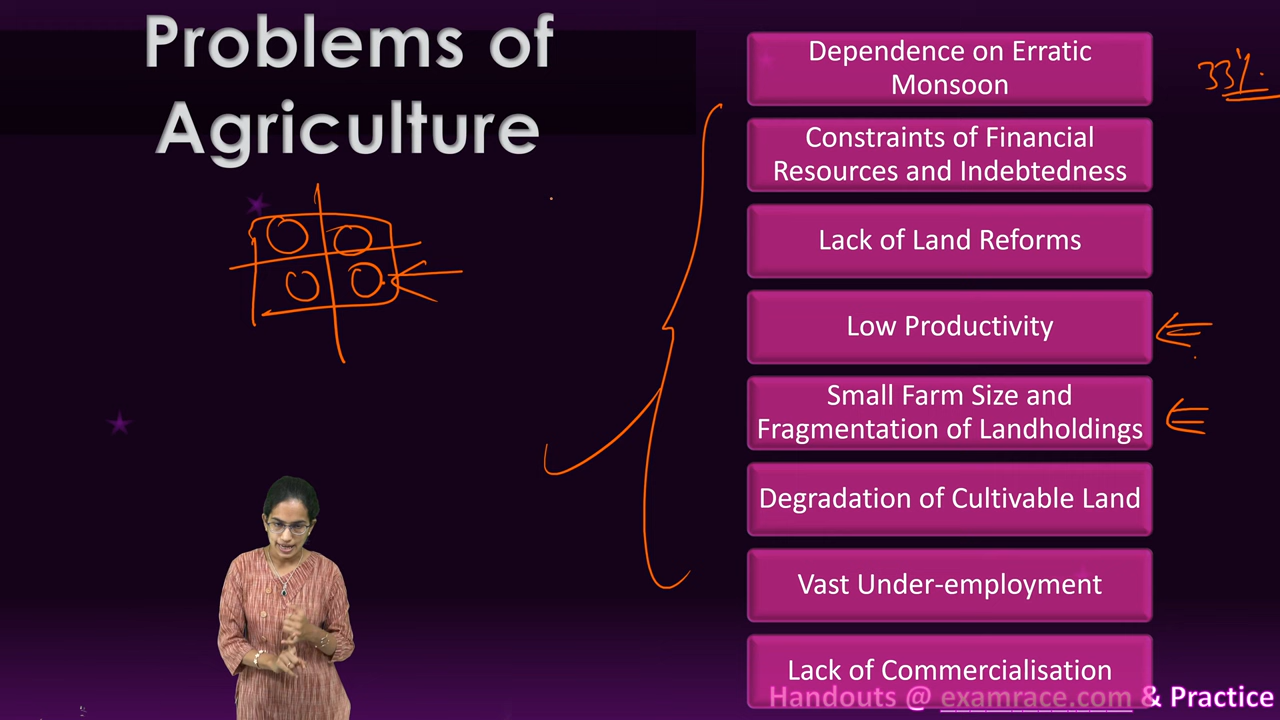 Problems of
Agriculture
Dependence on Erratic
Monsoon
33%
Constraints of Financial
Resources and Indebtedness
Lack of Land Reforms
Low Productivity
Small Farm Size and
Fragmentation of Landholdings
Degradation of Cultivable Land
Vast Under-employment
Lack of Commercialisation
Handouts @ examrace.com & Practice